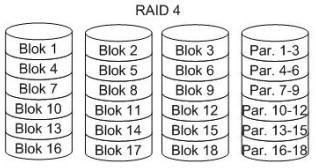 RAID 4
Blok 1 Blok 2 Blok 3 Par. 1-3
Blok 4 Blok 5 Blok 6 Par. 4-6
Blok 7 Blok 8 Blok 9 Par. 7-9
Blok 10 Blok 11 Blok 12 Par. 10-12
Blok 13 Blok 14 Blok 15 Par. 13-15
Blok 16 Blok 17 Blok 18 Par. 16-18